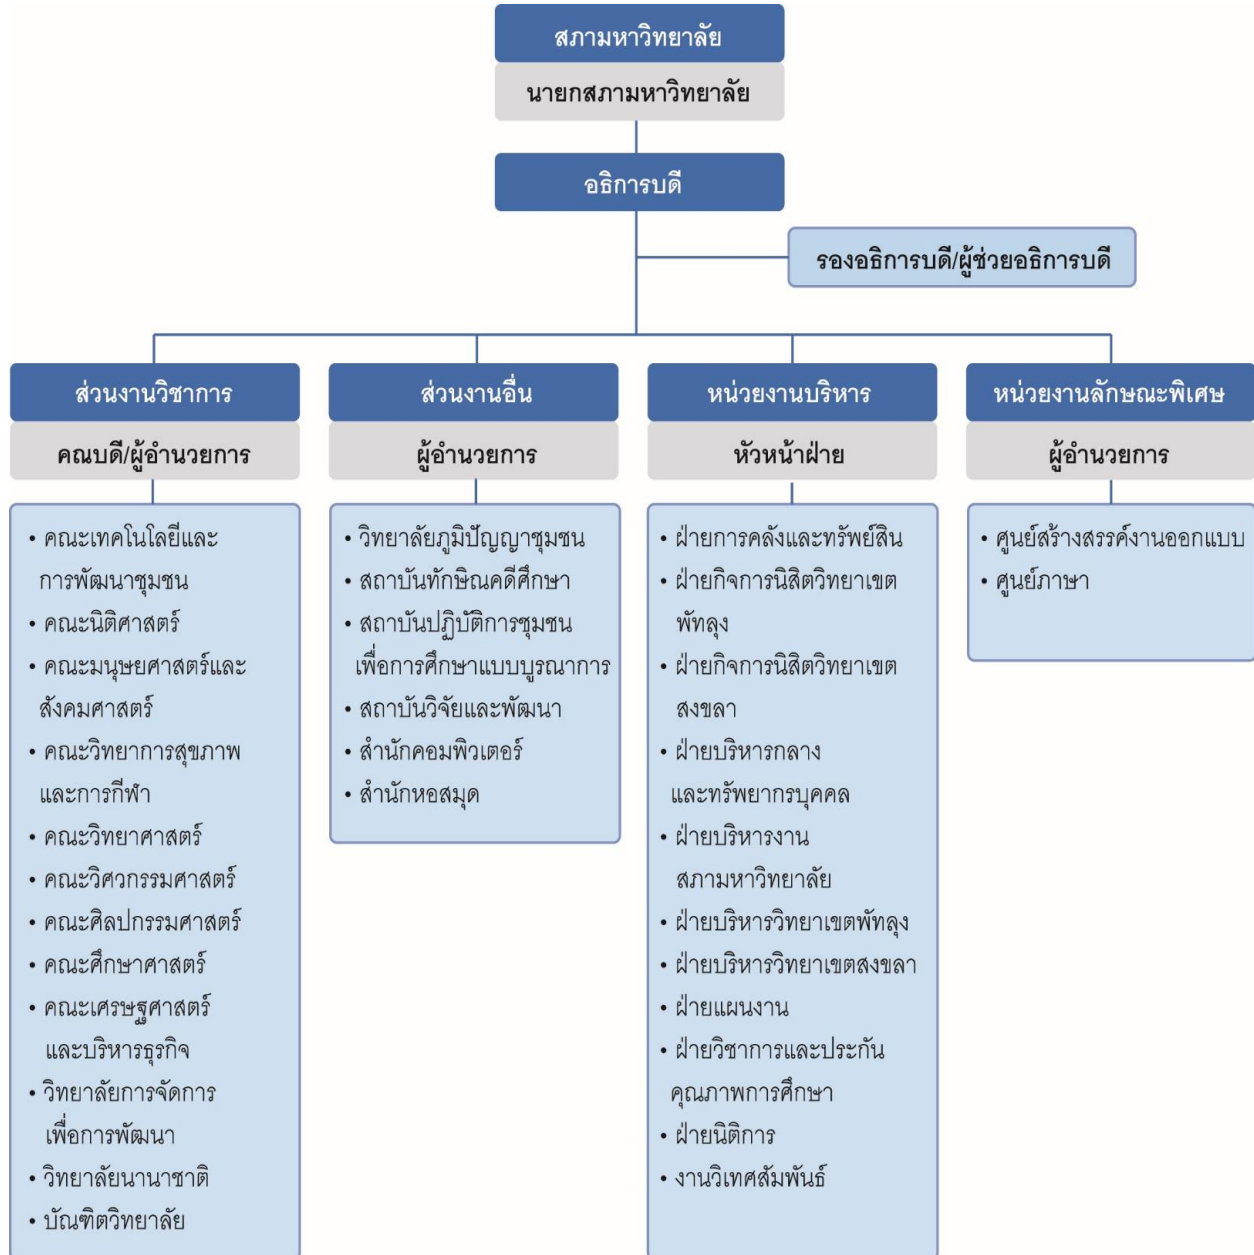 สภามหาวิทยาลัย
นายกสภามหาวิทยาลัย
อธิการบดี
รองอธิการบดี/ผู้ช่วยอธิการบดี
ส่วนงานวิชาการ
คณบดี/ผู้อำนวยการ
• คณะเทคโนโลยีและ
การพัฒนาชุมชน
• คณะนิติศาสตร์
• คณะมนุษยศาสตร์และ
สังคมศาสตร์
• คณะวิทยาการสุขภาพ
และการกีฬา
• คณะวิทยาศาสตร์
• คณะวิศวกรรมศาสตร์
• คณะศิลปกรรมศาสตร์
• คณะศึกษาศาสตร์
• คณะเศรษฐศาสตร์
และบริหารธุรกิจ
• วิทยาลัยการจัดการ
เพื่อการพัฒนา
• วิทยาลัยนานาชาติ
• บัณฑิตวิทยาลัย
ส่วนงานอื่น
ผู้อำนวยการ
• วิทยาลัยภูมิปัญญาชุมชน
• สถาบันทักษิณคดีศึกษา
• สถาบันปฏิบัติการชุมชน
เพื่อการศึกษาแบบบูรณาการ
• สถาบันวิจัยและพัฒนา
• สำนักคอมพิวเตอร์
• สำนักหอสมุด
หน่วยงานบริหาร
หัวหน้าฝ่าย
• ฝ่ายการคลังและทรัพย์สิน
• ฝ่ายกิจการนิสิตวิทยาเขต
พัทลุง
• ฝ่ายกิจการนิสิตวิทยาเขต
สงขลา
• ฝ่ายบริหารกลาง
และทรัพยากรบุคคล
• ฝ่ายบริหารงาน
สภามหาวิทยาลัย
• ฝ่ายบริหารวิทยาเขตพัทลุง
• ฝ่ายบริหารวิทยาเขตสงขลา
• ฝ่ายแผนงาน
• ฝ่ายวิชาการและประกัน
คุณภาพการศึกษา
• ฝ่ายนิติการ
• งานวิเทศสัมพันธ์
หน่วยงานลักษณะพิเศษ
ผู้อำนวยการ
• ศูนย์สร้างสรรค์งานออกแบบ
• ศูนย์ภาษา